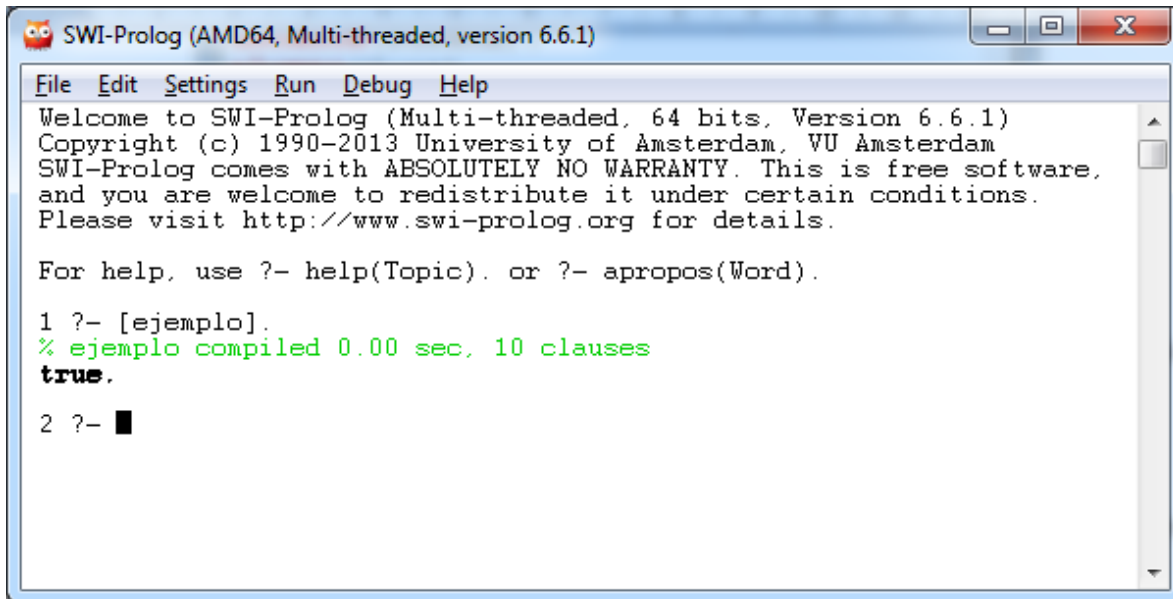 SWI-Prolog (AMD64, Multi-threaded, version 6.6.1)
File Edit Settings Run Debug Help
Welcome to SWI-Prolog (Multi-threaded, 64 bits, Version 6.6.1)
Copyright (c) 1990-2013 University of Amsterdam, VU Amsterdam
SWI-Prolog comes with ABSOLUTELY NO WARRANTY. This is free software,
and you are welcome to redistribute it under certain conditions.
Please visit http://www.swi-prolog.org for details.
For help, use ?- help(Topic). or ?- apropos(Word).
1 ?- [ejemplo].
% ejemplo compiled 0.00 sec, 10 clauses
true.
2 ?-